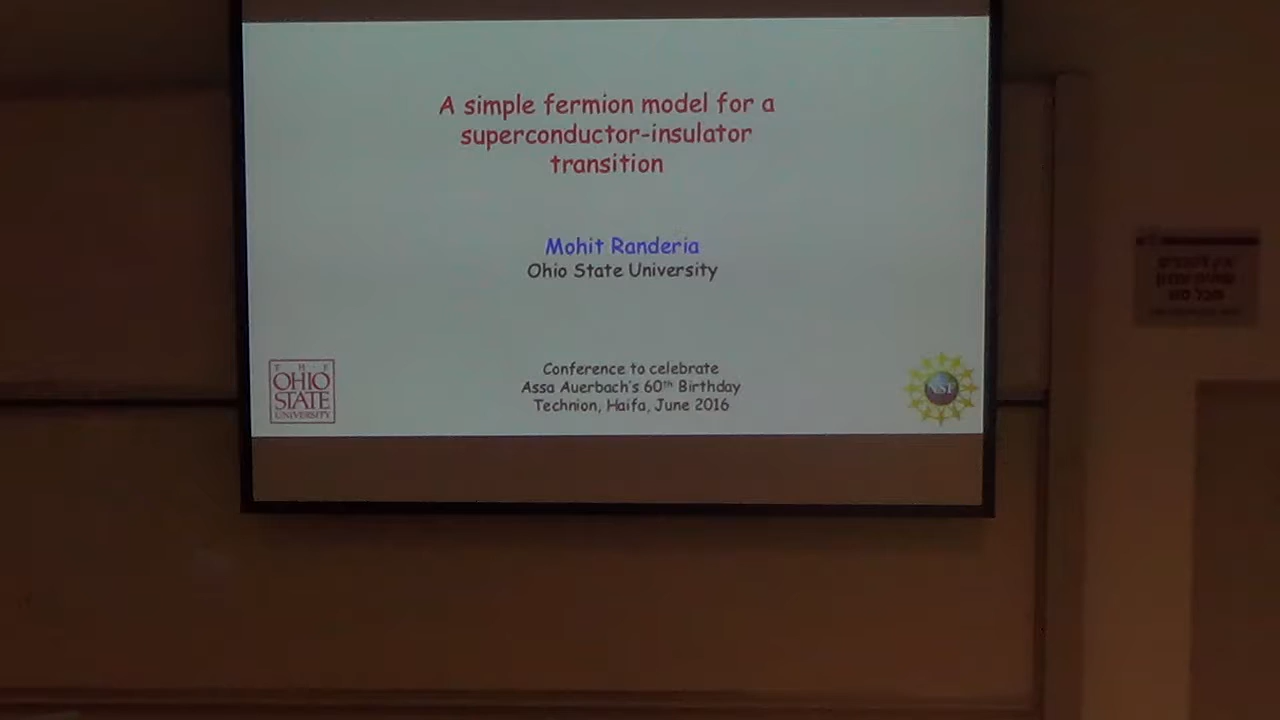 A simple fermion model for a
superconductor-insulator
transition
Mohit Randeria
Ohio State University
Conference to celebrate
Assa Auerbach's 60th Birthday
Technion, Haifa, June 2016
THE
OHIO
STATE
UNIVERSITY
NSF